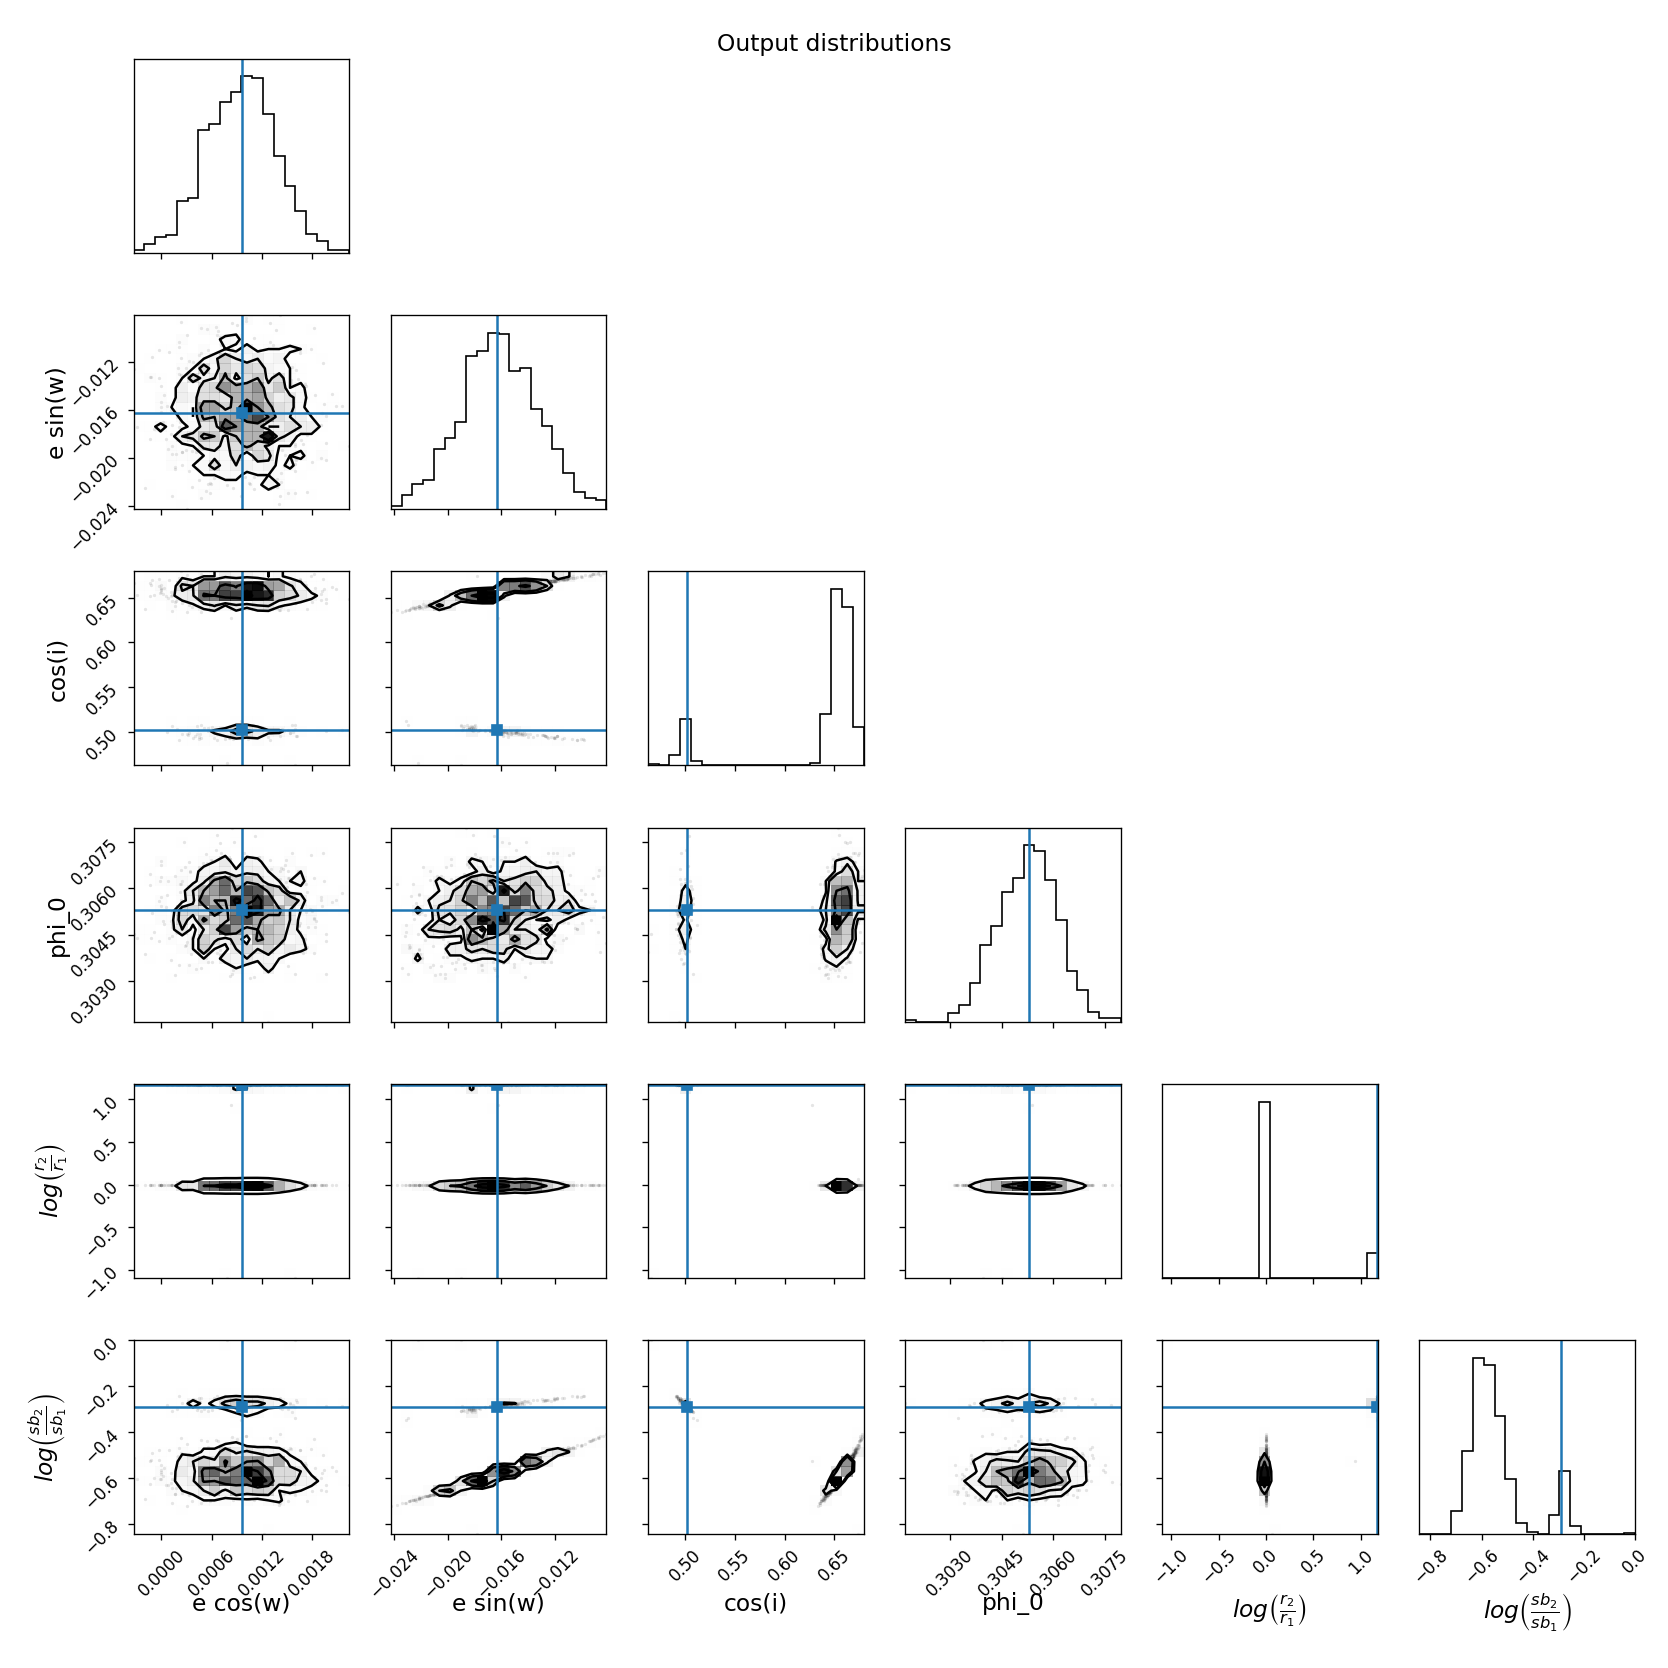 Output distributions
e sin(w)
−0.012
−0.016
−0.020
−0.024
cos(i)
0.65
0.60
0.55
0.50
phi_0
0.3075
0.3060
0.3045
0.3030
log(r₂/r₁)
1.0
0.5
0.0
−0.5
−1.0
log(sb₂/sb₁)
0.0
−0.2
−0.4
−0.6
−0.8
0.0000 0.0006 0.0012 0.0018
e cos(w)
−0.024 −0.020 −0.016 −0.012
e sin(w)
0.50 0.55 0.60 0.65
cos(i)
0.3030 0.3045 0.3060 0.3075
phi_0
−1.0 −0.5 0.0 0.5 1.0
log(r₂/r₁)
−0.8 −0.6 −0.4 −0.2 0.0
log(sb₂/sb₁)